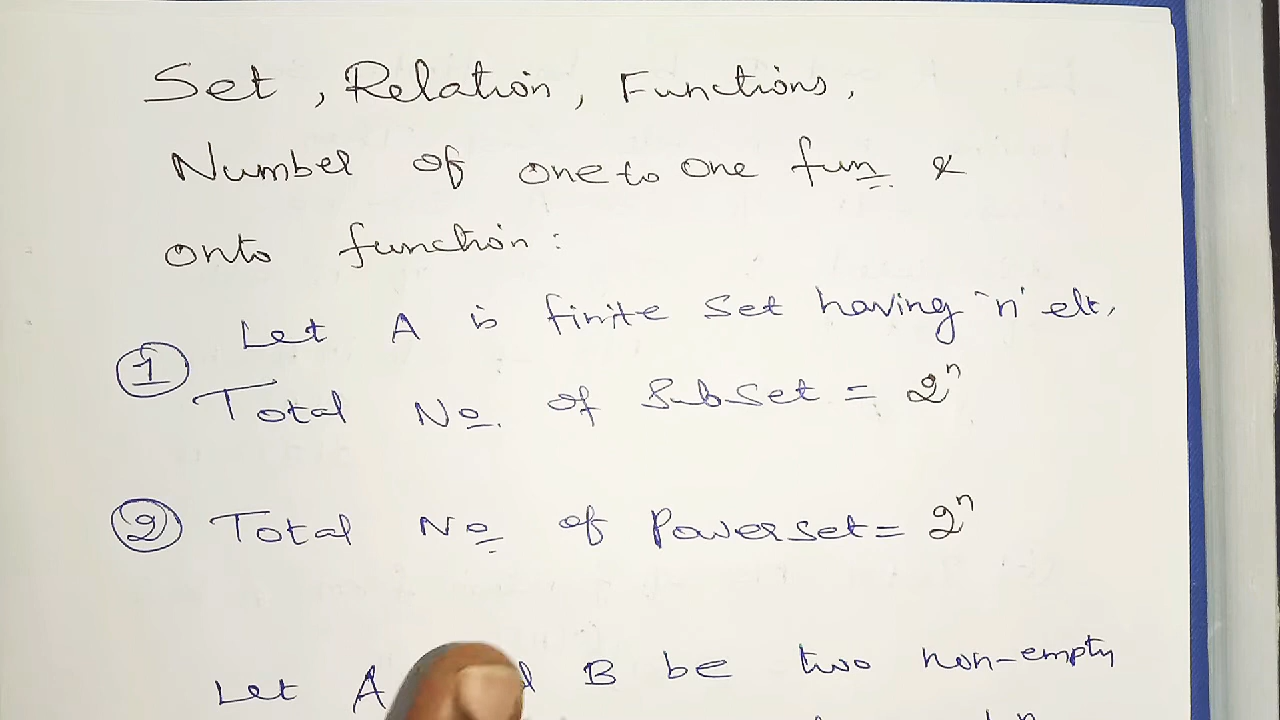 Set, Relation, Functions,
Number of one to one fun &
onto function:
Let A is finite set having 'n' elt.
① Total No. of Subset = 2ⁿ
② Total No of Powerset = 2ⁿ
Let A B be two non-empty